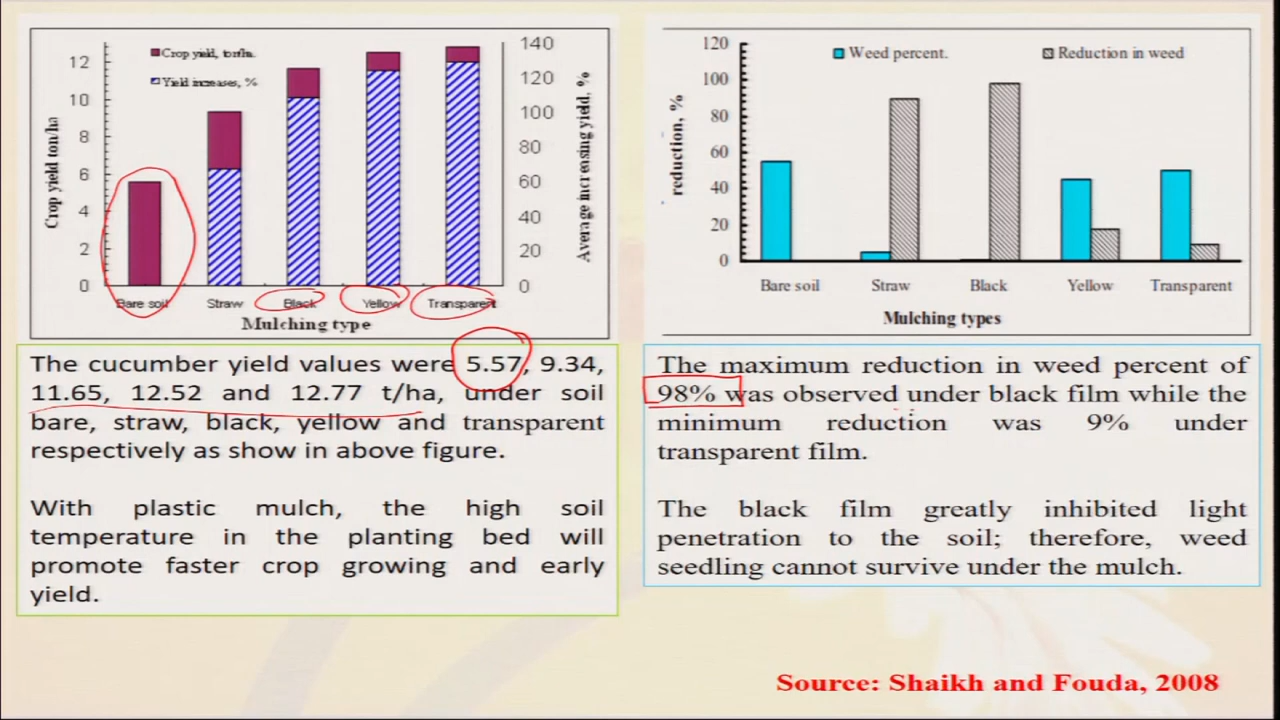 Crop yield, ton/ha.
Yield increases, %
Crop yield ton/ha
12
10
8
6
4
2
0
140
120
100
80
60
40
20
0
Average increasing yield, %
Bare soil Straw Black Yellow Transparent
Mulching type
Weed percent. Reduction in weed
reduction, %
120
100
80
60
40
20
0
Bare soil Straw Black Yellow Transparent
Mulching types
The cucumber yield values were 5.57, 9.34,
11.65, 12.52 and 12.77 t/ha, under soil
bare, straw, black, yellow and transparent
respectively as show in above figure.
With plastic mulch, the high soil
temperature in the planting bed will
promote faster crop growing and early
yield.
The maximum reduction in weed percent of
98% was observed under black film while the
minimum reduction was 9% under
transparent film.
The black film greatly inhibited light
penetration to the soil; therefore, weed
seedling cannot survive under the mulch.
Source: Shaikh and Fouda, 2008